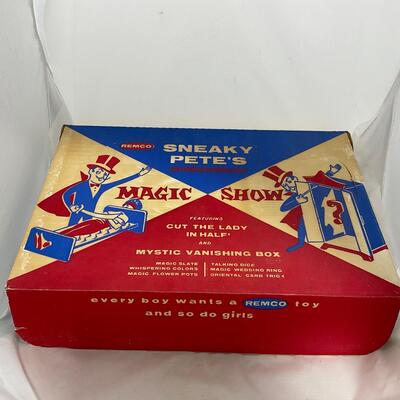 REMCO
SNEAKY
PETE'S
MAGIC SHOW
FEATURING
CUT THE LADY
IN HALF
AND
MYSTIC VANISHING BOX
MAGIC SLATE
WHISPERING COLORS
MAGIC FLOWER POTS
TALKING DICE
MAGIC WEDDING RING
ORIENTAL CARD TRICK
?
every boy wants a REMCO toy
and so do girls